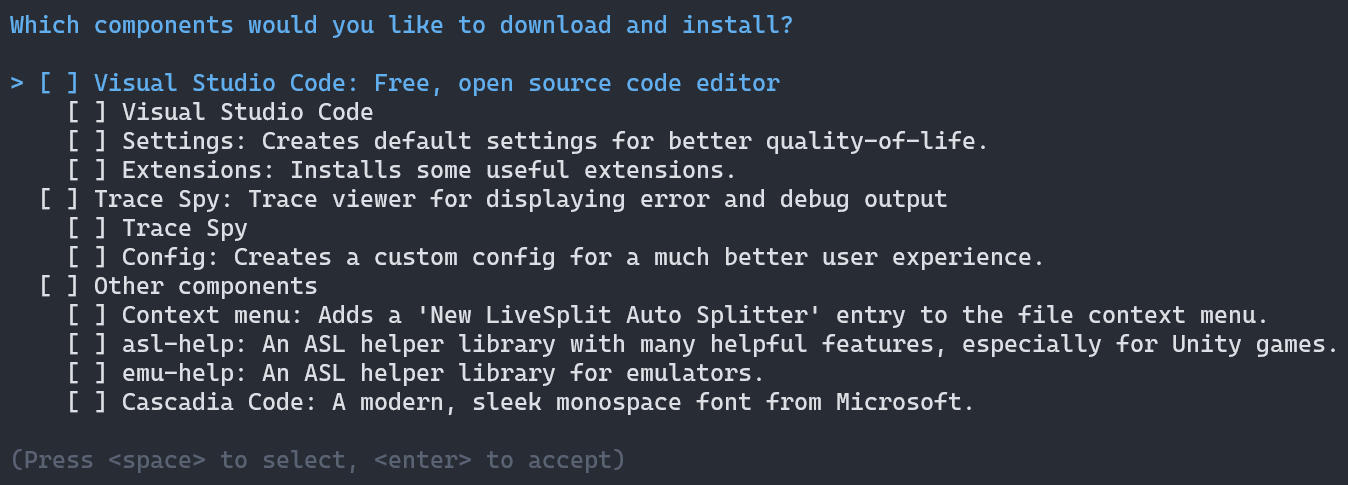 Which components would you like to download and install?
> [ ] Visual Studio Code: Free, open source code editor
[ ] Visual Studio Code
[ ] Settings: Creates default settings for better quality-of-life.
[ ] Extensions: Installs some useful extensions.
[ ] Trace Spy: Trace viewer for displaying error and debug output
[ ] Trace Spy
[ ] Config: Creates a custom config for a much better user experience.
[ ] Other components
[ ] Context menu: Adds a 'New LiveSplit Auto Splitter' entry to the file context menu.
[ ] asl-help: An ASL helper library with many helpful features, especially for Unity games.
[ ] emu-help: An ASL helper library for emulators.
[ ] Cascadia Code: A modern, sleek monospace font from Microsoft.
(Press <space> to select, <enter> to accept)